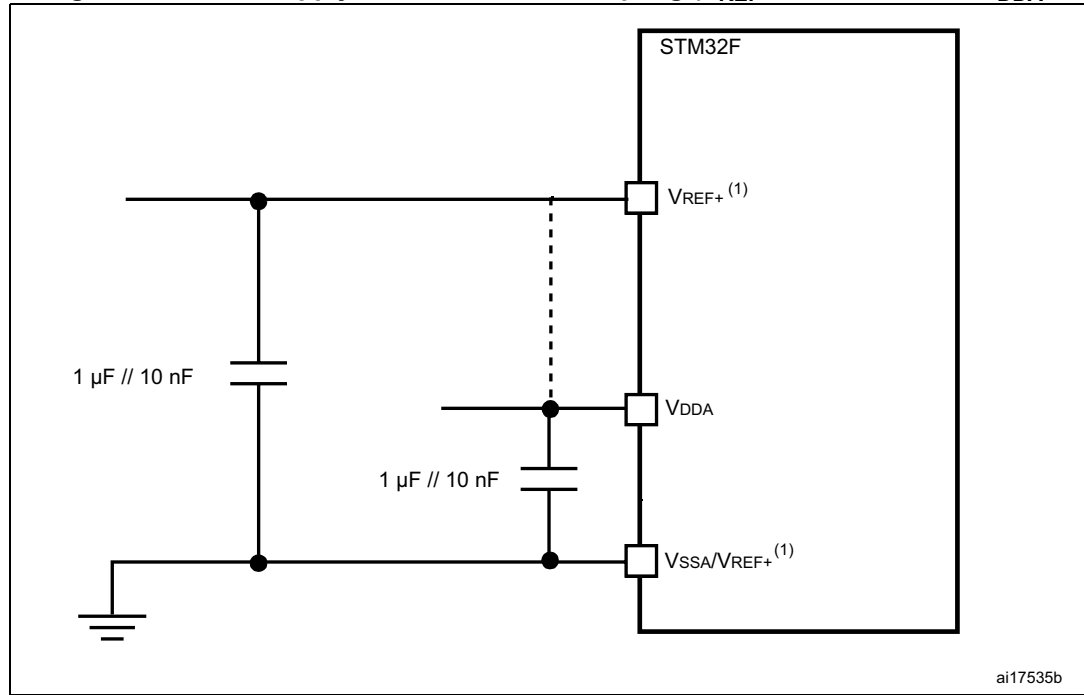 STM32F
VREF+ (1)
1 µF // 10 nF
VDDA
1 µF // 10 nF
VSSA/VREF+ (1)
ai17535b